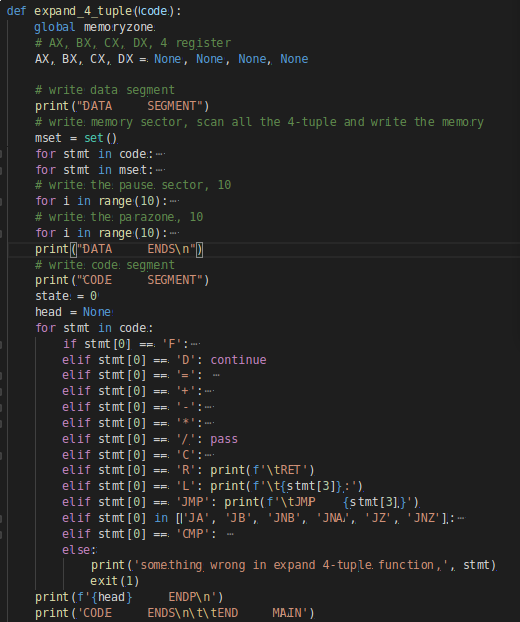 def expand_4_tuple(code):
    global memoryzone
    # AX, BX, CX, DX, 4 register
    AX, BX, CX, DX = None, None, None, None

    # write data segment
    print("DATA     SEGMENT")
    # write memory sector, scan all the 4-tuple and write the memory
    mset = set()
    for stmt in code:⋯
    for stmt in mset:⋯
    # write the pause sector, 10
    for i in range(10):⋯
    # write the parazone, 10
    for i in range(10):⋯
    print("DATA     ENDS\n")
    # write code segment
    print("CODE     SEGMENT")
    state = 0
    head = None
    for stmt in code:
        if stmt[0] == 'F':⋯
        elif stmt[0] == 'D': continue
        elif stmt[0] == '=': ⋯
        elif stmt[0] == '+':⋯
        elif stmt[0] == '-':⋯
        elif stmt[0] == '*':⋯
        elif stmt[0] == '/': pass
        elif stmt[0] == 'C':⋯
        elif stmt[0] == 'R': print(f'\tRET')
        elif stmt[0] == 'L': print(f'\t{stmt[3]}:')
        elif stmt[0] == 'JMP': print(f'\tJMP    {stmt[3]}')
        elif stmt[0] in ['JA', 'JB', 'JNB', 'JNA', 'JZ', 'JNZ']:⋯
        elif stmt[0] == 'CMP': ⋯
        else:
            print('something wrong in expand 4-tuple function,', stmt)
            exit(1)
    print(f'{head}     ENDP\n')
    print('CODE     ENDS\n\t\tEND     MAIN')